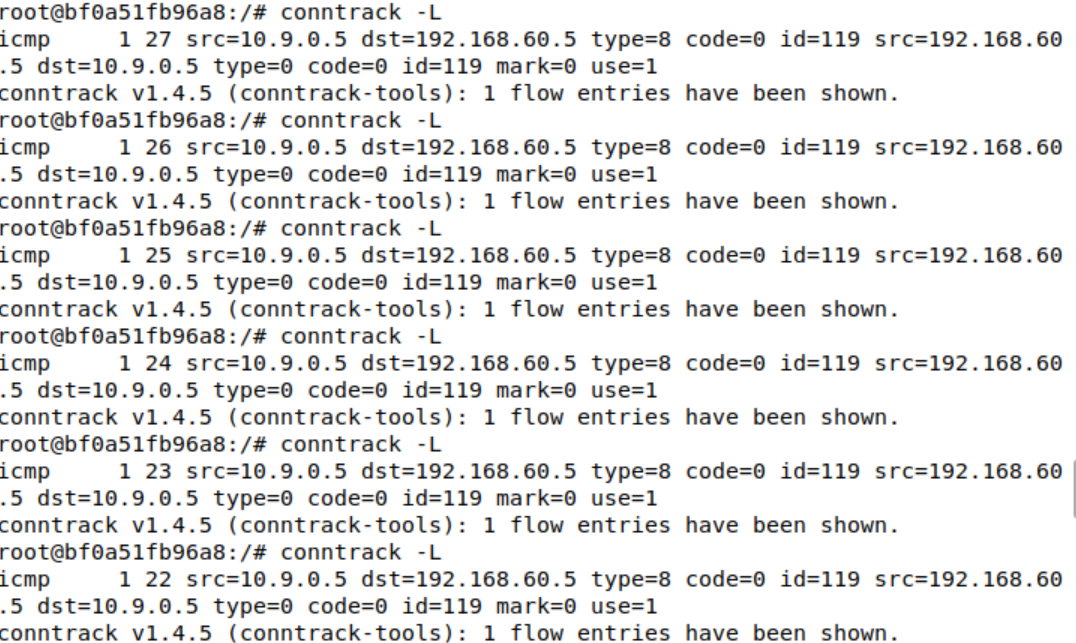 root@bf0a51fb96a8:/# conntrack -L
icmp     1 27 src=10.9.0.5 dst=192.168.60.5 type=8 code=0 id=119 src=192.168.60
.5 dst=10.9.0.5 type=0 code=0 id=119 mark=0 use=1
conntrack v1.4.5 (conntrack-tools): 1 flow entries have been shown.
root@bf0a51fb96a8:/# conntrack -L
icmp     1 26 src=10.9.0.5 dst=192.168.60.5 type=8 code=0 id=119 src=192.168.60
.5 dst=10.9.0.5 type=0 code=0 id=119 mark=0 use=1
conntrack v1.4.5 (conntrack-tools): 1 flow entries have been shown.
root@bf0a51fb96a8:/# conntrack -L
icmp     1 25 src=10.9.0.5 dst=192.168.60.5 type=8 code=0 id=119 src=192.168.60
.5 dst=10.9.0.5 type=0 code=0 id=119 mark=0 use=1
conntrack v1.4.5 (conntrack-tools): 1 flow entries have been shown.
root@bf0a51fb96a8:/# conntrack -L
icmp     1 24 src=10.9.0.5 dst=192.168.60.5 type=8 code=0 id=119 src=192.168.60
.5 dst=10.9.0.5 type=0 code=0 id=119 mark=0 use=1
conntrack v1.4.5 (conntrack-tools): 1 flow entries have been shown.
root@bf0a51fb96a8:/# conntrack -L
icmp     1 23 src=10.9.0.5 dst=192.168.60.5 type=8 code=0 id=119 src=192.168.60
.5 dst=10.9.0.5 type=0 code=0 id=119 mark=0 use=1
conntrack v1.4.5 (conntrack-tools): 1 flow entries have been shown.
root@bf0a51fb96a8:/# conntrack -L
icmp     1 22 src=10.9.0.5 dst=192.168.60.5 type=8 code=0 id=119 src=192.168.60
.5 dst=10.9.0.5 type=0 code=0 id=119 mark=0 use=1
conntrack v1.4.5 (conntrack-tools): 1 flow entries have been shown.